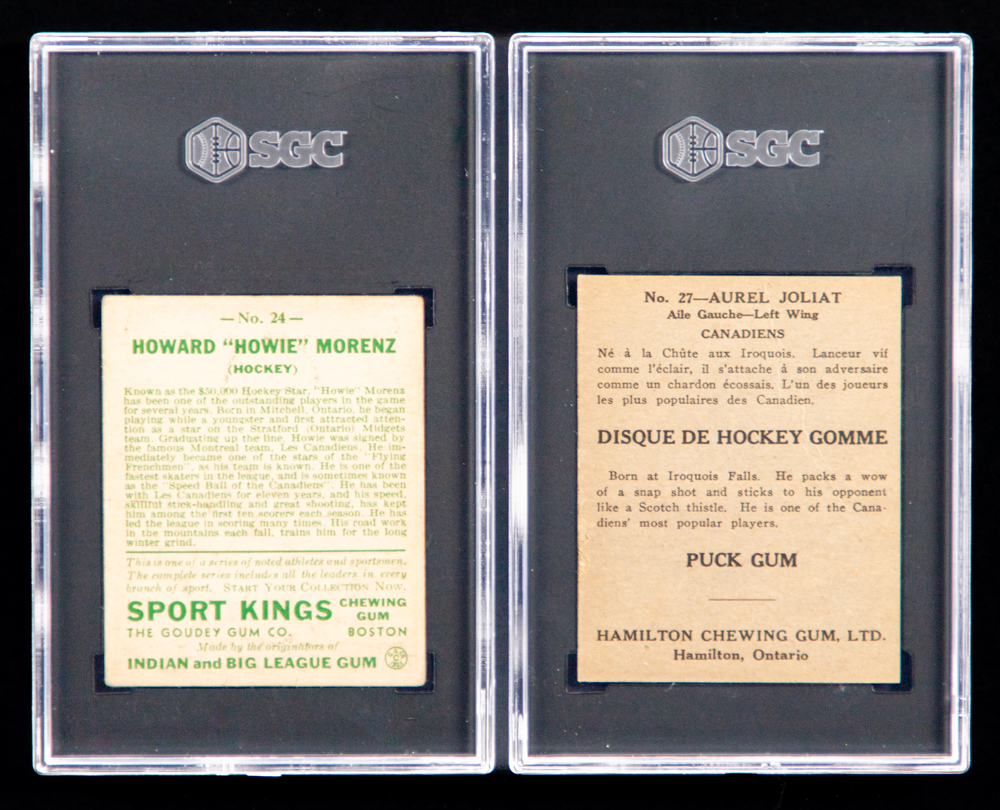 SGC
— No. 24 —
HOWARD "HOWIE" MORENZ
(HOCKEY)
Known as the $50,000 Hockey Star, "Howie" Morenz
has been one of the outstanding players in the game
for several years. Born in Mitchell, Ontario, he began
playing while a youngster and first attracted atten-
tion as a star on the Stratford (Ontario) Midgets
team. Graduating up the line, Howie was signed by
the famous Montreal team, Les Canadiens. He im-
mediately became one of the stars of the "Flying
Frenchmen", as his team is known. He is one of the
fastest skaters in the league, and is sometimes known
as the "Speed Ball of the Canadiens". He has been
with Les Canadiens for eleven years, and his speed,
skillful stick-handling and great shooting, has kept
him among the first ten scorers each season. He has
led the league in scoring many times. His road work
in the mountains each fall, trains him for the long
winter grind.
This is one of a series of noted athletes and sportsmen.
The complete series includes all the leaders in every
branch of sport. START YOUR COLLECTION NOW.
SPORT KINGS CHEWING GUM
THE GOUDEY GUM CO. BOSTON
Made by the originators of
INDIAN and BIG LEAGUE GUM
SGC
No. 27—AUREL JOLIAT
Aile Gauche—Left Wing
CANADIENS
Né à la Chûte aux Iroquois. Lanceur vif
comme l'éclair, il s'attache à son adversaire
comme un chardon écossais. L'un des joueurs
les plus populaires des Canadien.
DISQUE DE HOCKEY GOMME
Born at Iroquois Falls. He packs a wow
of a snap shot and sticks to his opponent
like a Scotch thistle. He is one of the Cana-
diens' most popular players.
PUCK GUM
HAMILTON CHEWING GUM, LTD.
Hamilton, Ontario